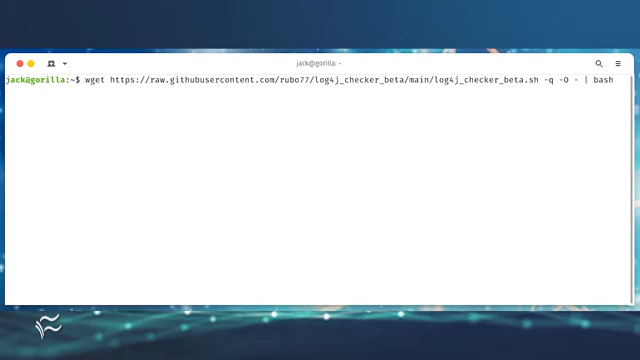 jack@gorilla: ~
jack@gorilla:~$ wget https://raw.githubusercontent.com/rubo77/log4j_checker_beta/main/log4j_checker_beta.sh -q -O - | bash